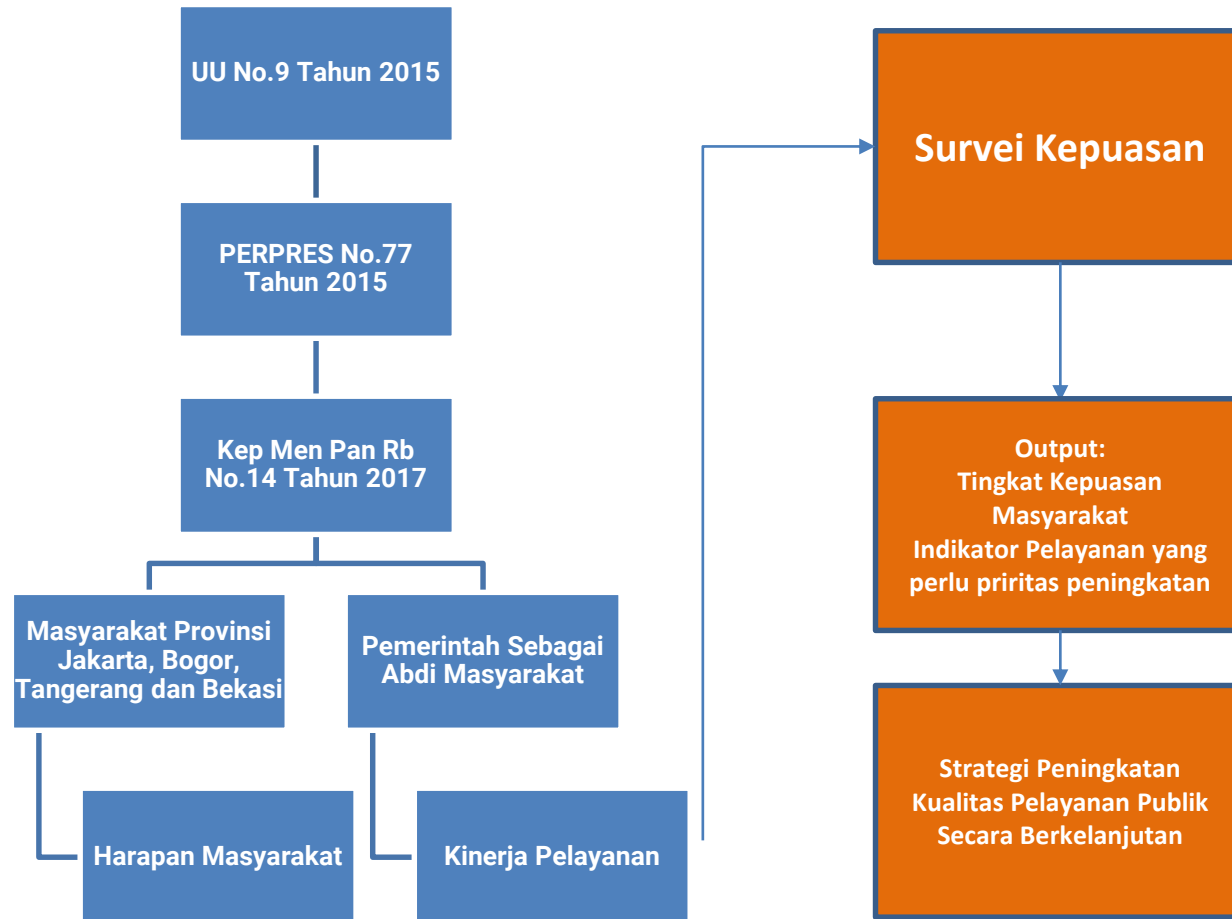 UU No.9 Tahun 2015
PERPRES No.77
Tahun 2015
Kep Men Pan Rb
No.14 Tahun 2017
Masyarakat Provinsi
Jakarta, Bogor,
Tangerang dan Bekasi
Pemerintah Sebagai
Abdi Masyarakat
Harapan Masyarakat
Kinerja Pelayanan
Survei Kepuasan
Output:
Tingkat Kepuasan
Masyarakat
Indikator Pelayanan yang
perlu priritas peningkatan
Strategi Peningkatan
Kualitas Pelayanan Publik
Secara Berkelanjutan